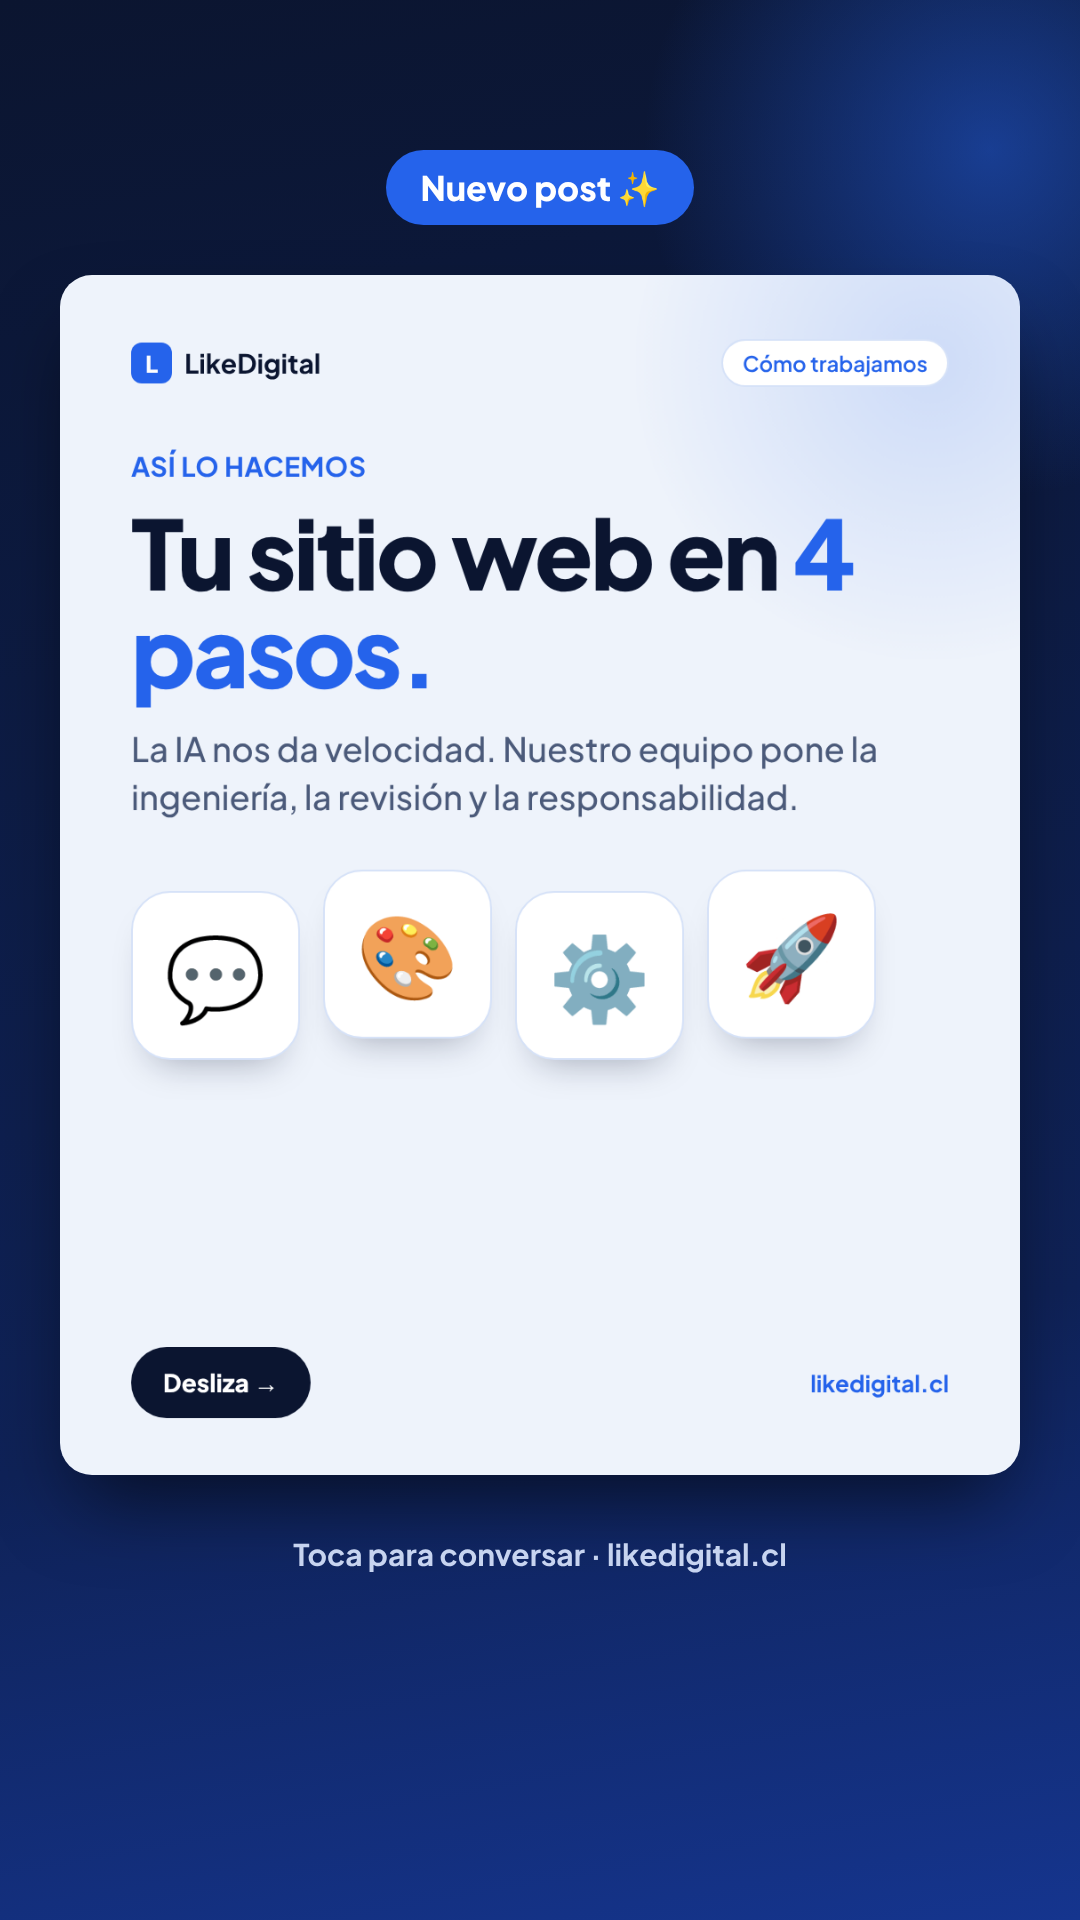 Nuevo post ✨
L LikeDigital
Cómo trabajamos
ASÍ LO HACEMOS
Tu sitio web en 4
pasos.
La IA nos da velocidad. Nuestro equipo pone la
ingeniería, la revisión y la responsabilidad.
Desliza →
likedigital.cl
Toca para conversar · likedigital.cl